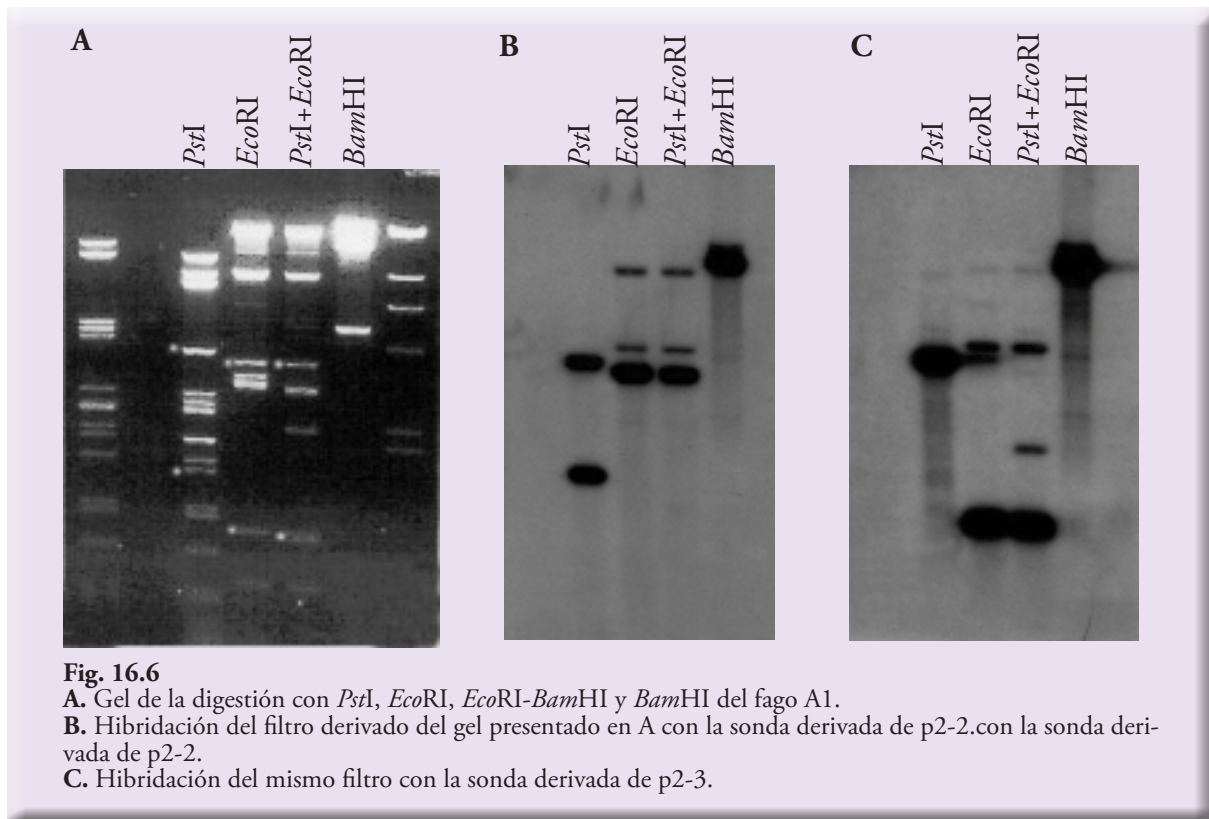 A
PstI
EcoRI
PstI+EcoRI
BamHI
B
PstI
EcoRI
PstI+EcoRI
BamHI
C
PstI
EcoRI
PstI+EcoRI
BamHI
Fig. 16.6
A. Gel de la digestión con PstI, EcoRI, EcoRI-BamHI y BamHI del fago A1.
B. Hibridación del filtro derivado del gel presentado en A con la sonda derivada de p2-2.con la sonda deri-
vada de p2-2.
C. Hibridación del mismo filtro con la sonda derivada de p2-3.